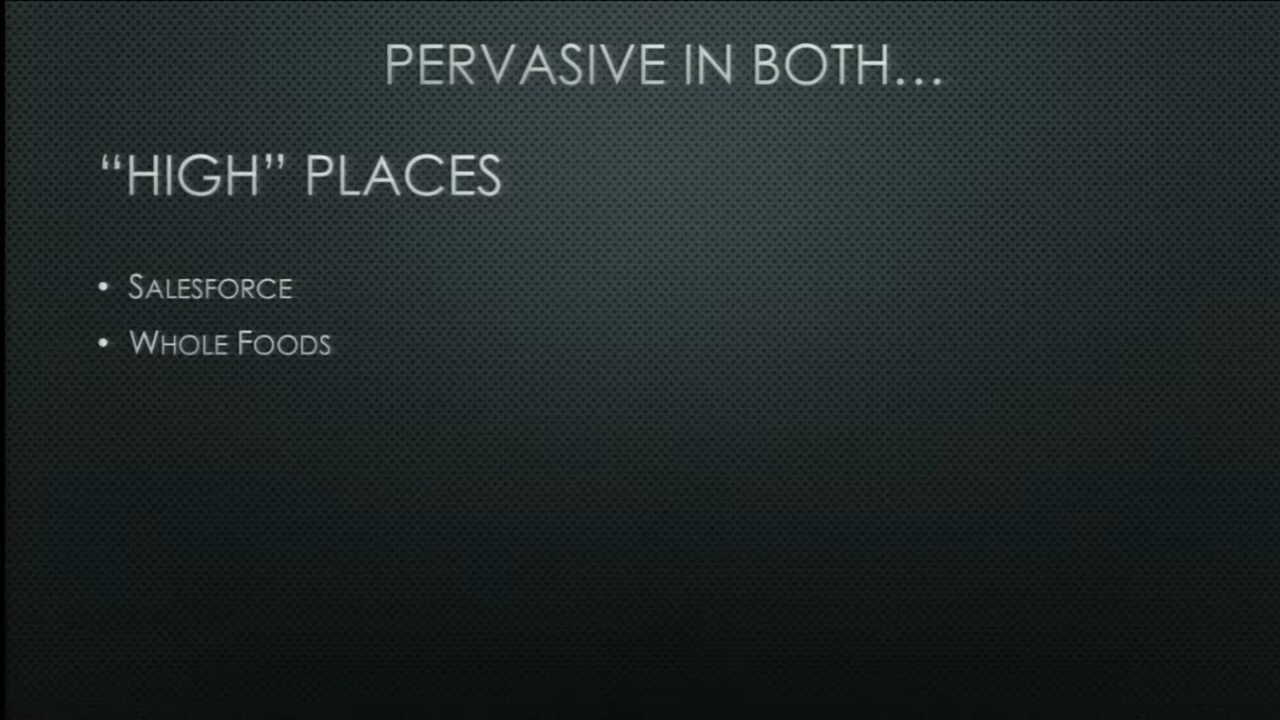 PERVASIVE IN BOTH...
“HIGH” PLACES
• SALESFORCE
• WHOLE FOODS